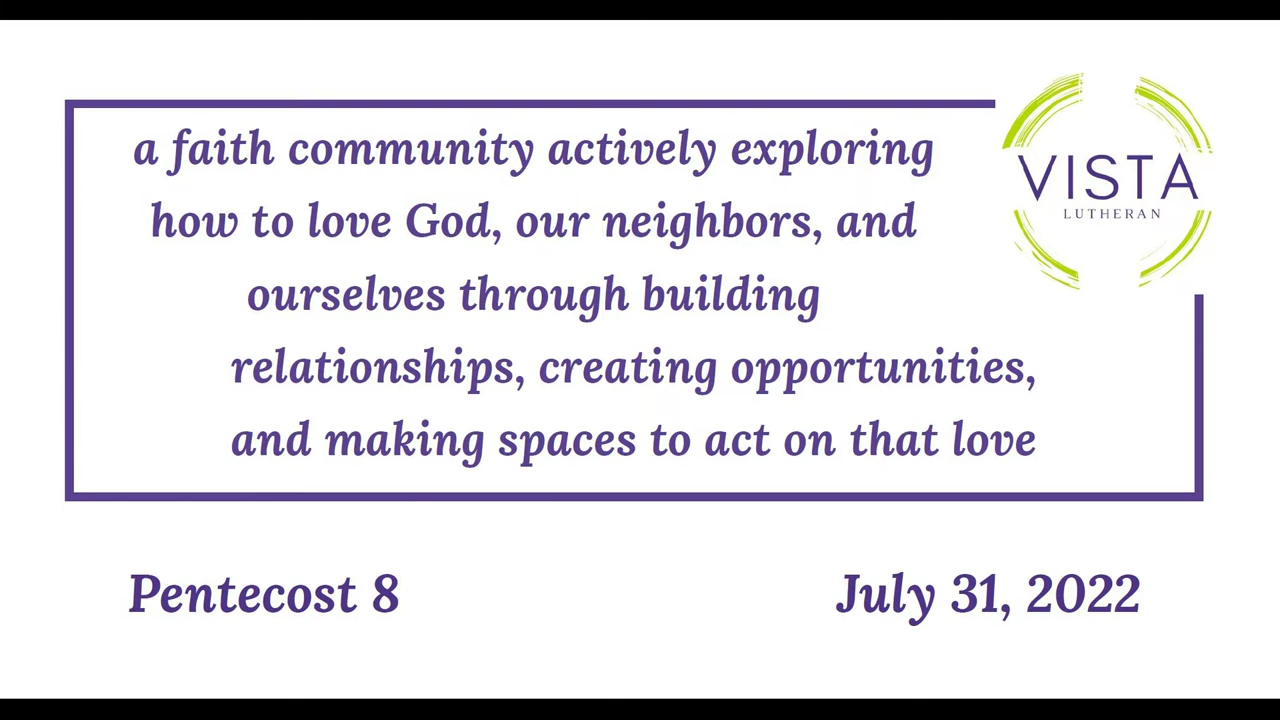 a faith community actively exploring
how to love God, our neighbors, and
ourselves through building
relationships, creating opportunities,
and making spaces to act on that love
VISTA
LUTHERAN
Pentecost 8
July 31, 2022